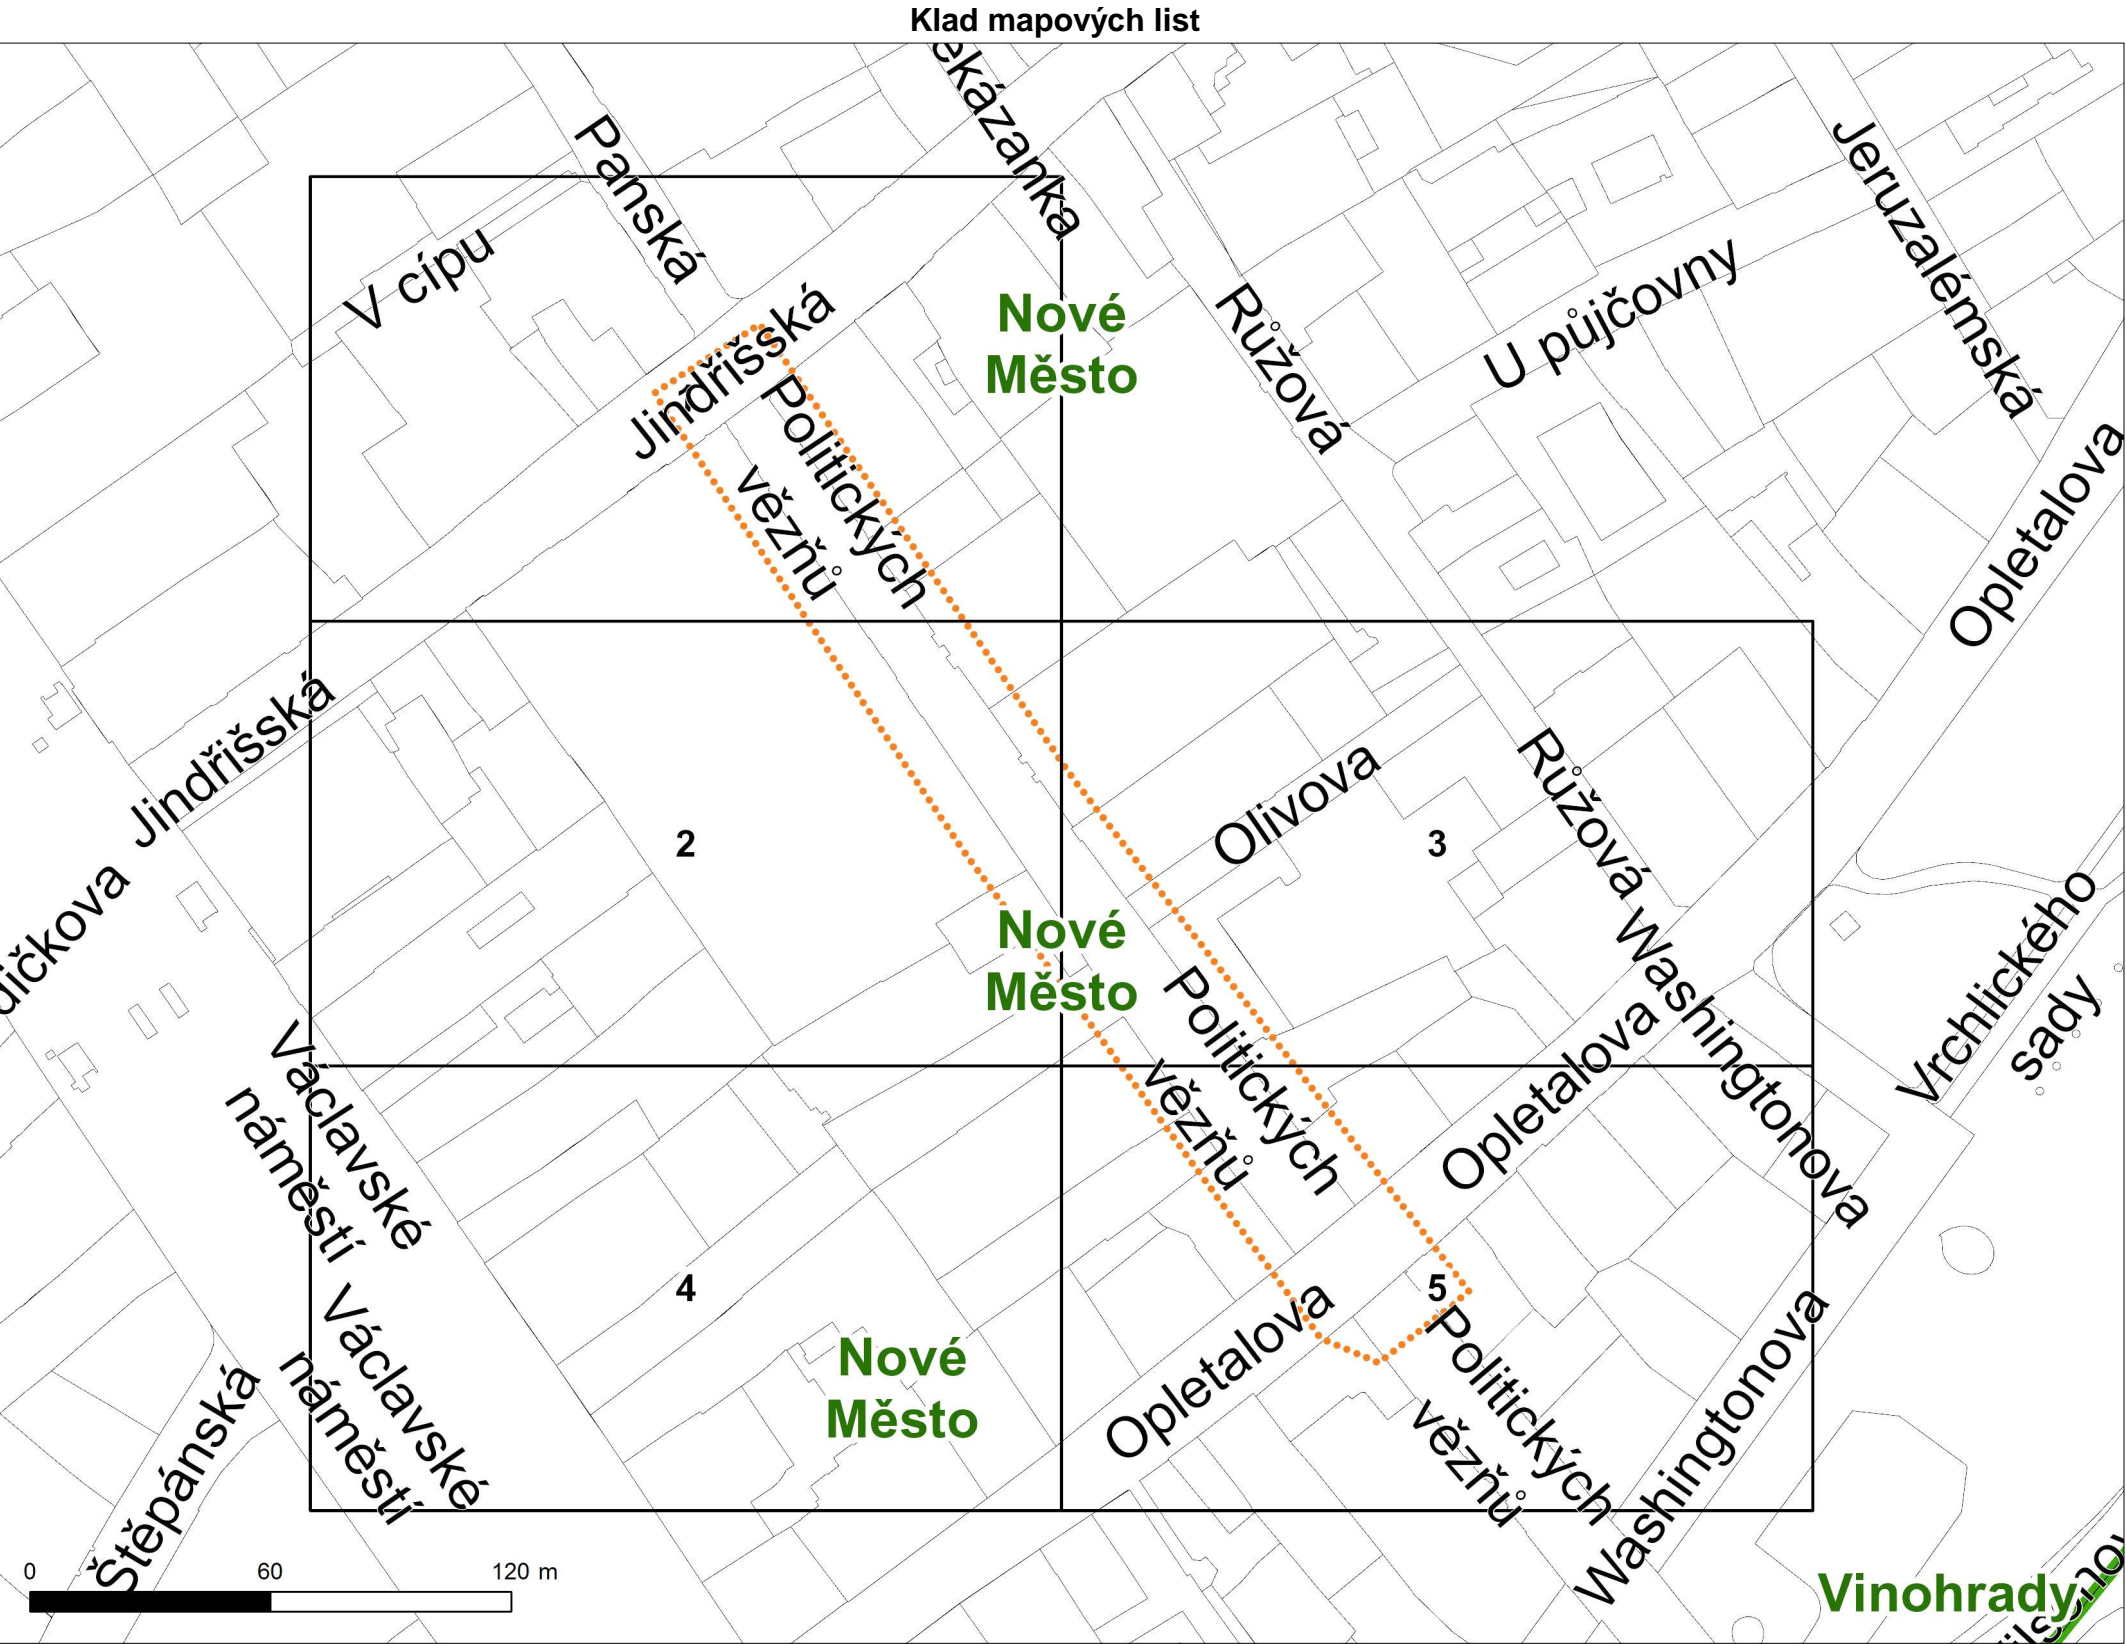 Klad mapových list
ekázanka
Panská
Jeruzalémská
V cípu
U půjčovny
Růžová
Nové
Město
Jindřišská
Politických
vězňů
Opletalova
Jindřišská
Růžová
Olivova
2
3
dičkova
Vrchlického
sady
Nové
Město
Washingtonova
Politických
vězňů
Opletalova
Václavské
náměstí
4
5
Václavské
náměstí
Nové
Město
Opletalova
Politických
vězňů
Washingtonova
Štěpánská
0 60 120 m
Vinohrady